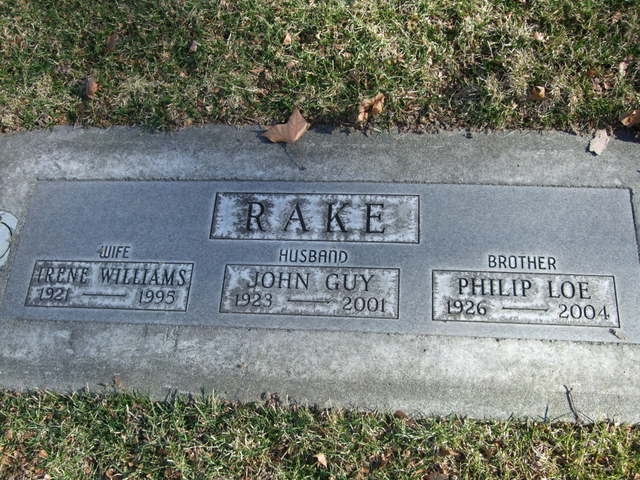 RAKE
WIFE
IRENE WILLIAMS
1921 — 1995
HUSBAND
JOHN GUY
1923 — 2001
BROTHER
PHILIP LOE
1926 — 2004